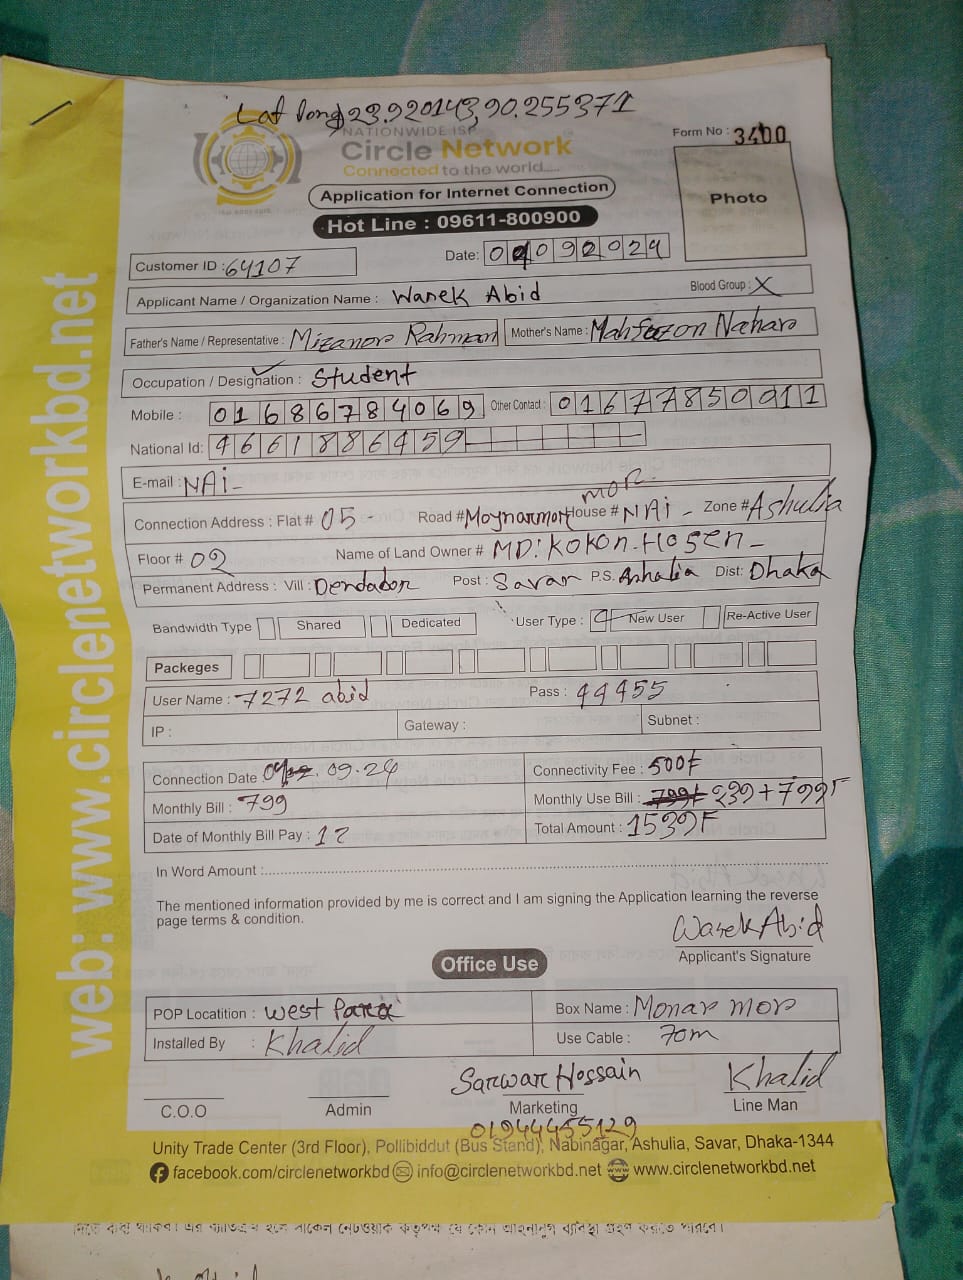 Lat long 23.920143,90.255371
NATIONWIDE ISP
Circle Network
Connected to the world.....
Form No : 3400
Photo
Application for Internet Connection
Hot Line : 09611-800900
Customer ID : 64107
Date: 04092024
Applicant Name / Organization Name : Warek Abid
Blood Group : X
Father's Name / Representative : Mizanor Rahman
Mother's Name : Mahfuzon Nahar
Occupation / Designation : Student
Mobile : 01686784069 Other Contact : 01677850011
National Id: 4661886459
E-mail : NAi-
mor
Connection Address : Flat # 05 - Road # Moynarmor House # NAi - Zone # Ashulia
Floor # 02 Name of Land Owner # MD: Kokon-Hosen-
Permanent Address : Vill : Dendabor Post : Savar P.S. Ashulia Dist: Dhaka
Bandwidth Type Shared Dedicated User Type : New User Re-Active User
Packeges
User Name : 7272 abid Pass : 44455
IP : Gateway : Subnet :
Connection Date : 04.09.24 Connectivity Fee : 500/
Monthly Bill : 799 Monthly Use Bill : 799/ 239+799/
Date of Monthly Bill Pay : 12 Total Amount : 1539/
In Word Amount :
The mentioned information provided by me is correct and I am signing the Application learning the reverse
page terms & condition.
Warek Abid
Applicant's Signature
Office Use
POP Locatition : West Para Box Name : Monar mor
Installed By : Khalid Use Cable : 70m
Sarwar Hossain Khalid
C.O.O Admin Marketing Line Man
01944455129
Unity Trade Center (3rd Floor), Pollibiddut (Bus Stand), Nabinagar, Ashulia, Savar, Dhaka-1344
facebook.com/circlenetworkbd info@circlenetworkbd.net www.circlenetworkbd.net
web: www.circlenetworkbd.net